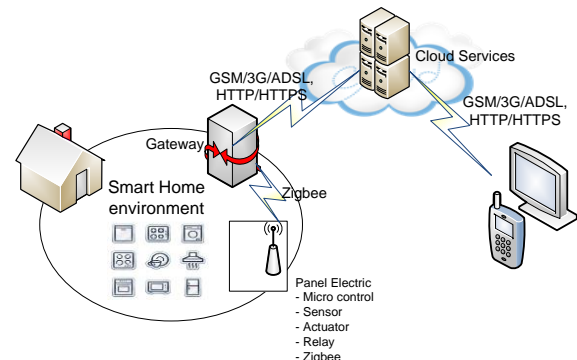 Cloud Services
GSM/3G/ADSL,
HTTP/HTTPS
GSM/3G/ADSL,
HTTP/HTTPS
Gateway
Zigbee
Smart Home
environment
Panel Electric
- Micro control
- Sensor
- Actuator
- Relay
- Zigbee